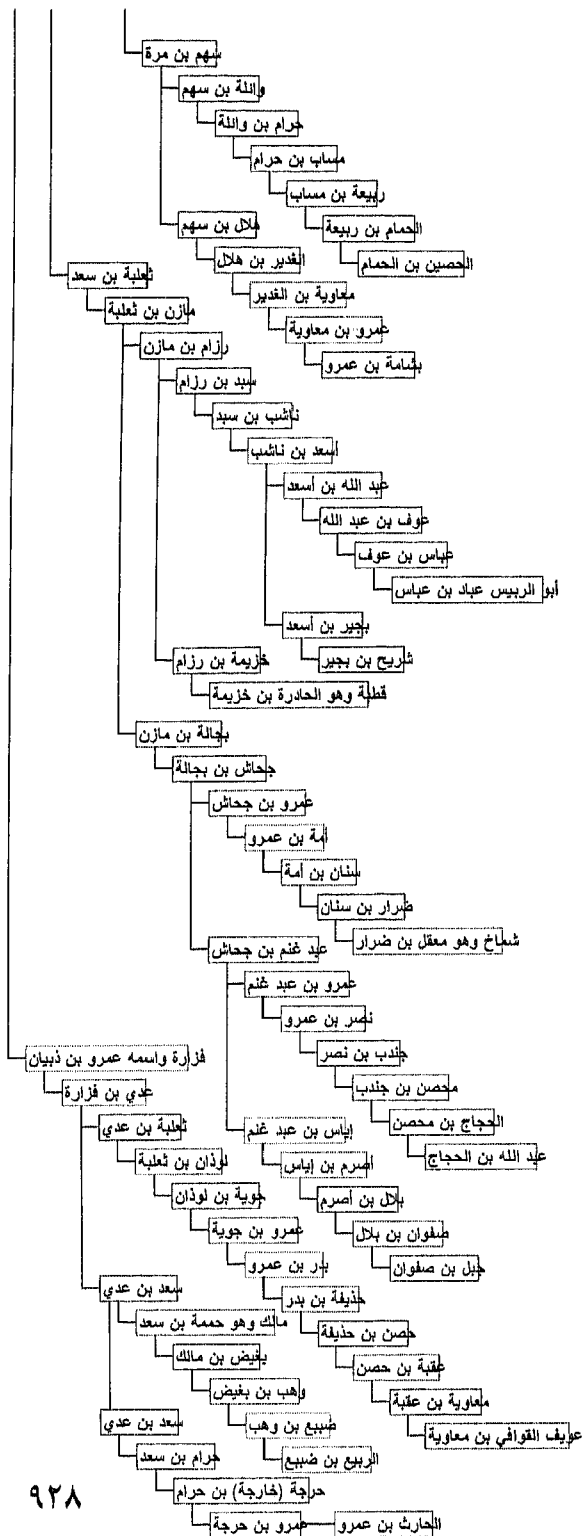 سهم بن مرة
وائلة بن سهم
حرام بن وائلة
مساب بن حرام
ربيعة بن مساب
الحمام بن ربيعة
الحصين بن الحمام
هلال بن سهم
الغدير بن هلال
معاوية بن الغدير
عمرو بن معاوية
بشامة بن عمرو
ثعلبة بن سعد
مازن بن ثعلبة
رزام بن مازن
سبد بن رزام
ناشب بن سبد
أسعد بن ناشب
عبد الله بن أسعد
عوف بن عبد الله
عباس بن عوف
أبو الربيس عباد بن عباس
بجير بن أسعد
شريح بن بجير
خزيمة بن رزام
قطبة وهو الحادرة بن خزيمة
بجالة بن مازن
جحاش بن بجالة
عمرو بن جحاش
أمة بن عمرو
سنان بن أمة
ضرار بن سنان
شماخ وهو معقل بن ضرار
عبد غنم بن جحاش
عمرو بن عبد غنم
نصر بن عمرو
جندب بن نصر
محصن بن جندب
الحجاج بن محصن
عبد الله بن الحجاج
إياس بن عبد غنم
أصرم بن إياس
بلال بن أصرم
صفوان بن بلال
جبل بن صفوان
فزارة واسمه عمرو بن ذبيان
عدي بن فزارة
ثعلبة بن عدي
لوذان بن ثعلبة
جوية بن لوذان
عمرو بن جوية
بدر بن عمرو
حذيفة بن بدر
حصن بن حذيفة
عقبة بن حصن
معاوية بن عقبة
عويف القوافي بن معاوية
سعد بن عدي
مالك وهو حممة بن سعد
بغيض بن مالك
وهب بن بغيض
ضبيع بن وهب
الربيع بن ضبيع
سعد بن عدي
حرام بن سعد
حرجة (خارجة) بن حرام
عمرو بن حرجة
الحارث بن عمرو
٩٢٨